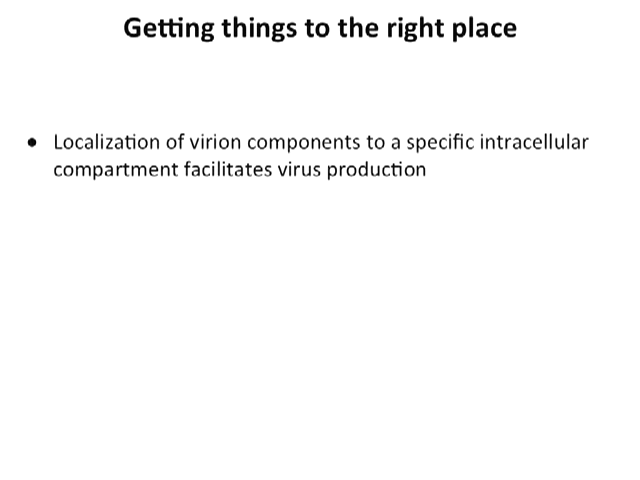 Getting things to the right place
• Localization of virion components to a specific intracellular
compartment facilitates virus production